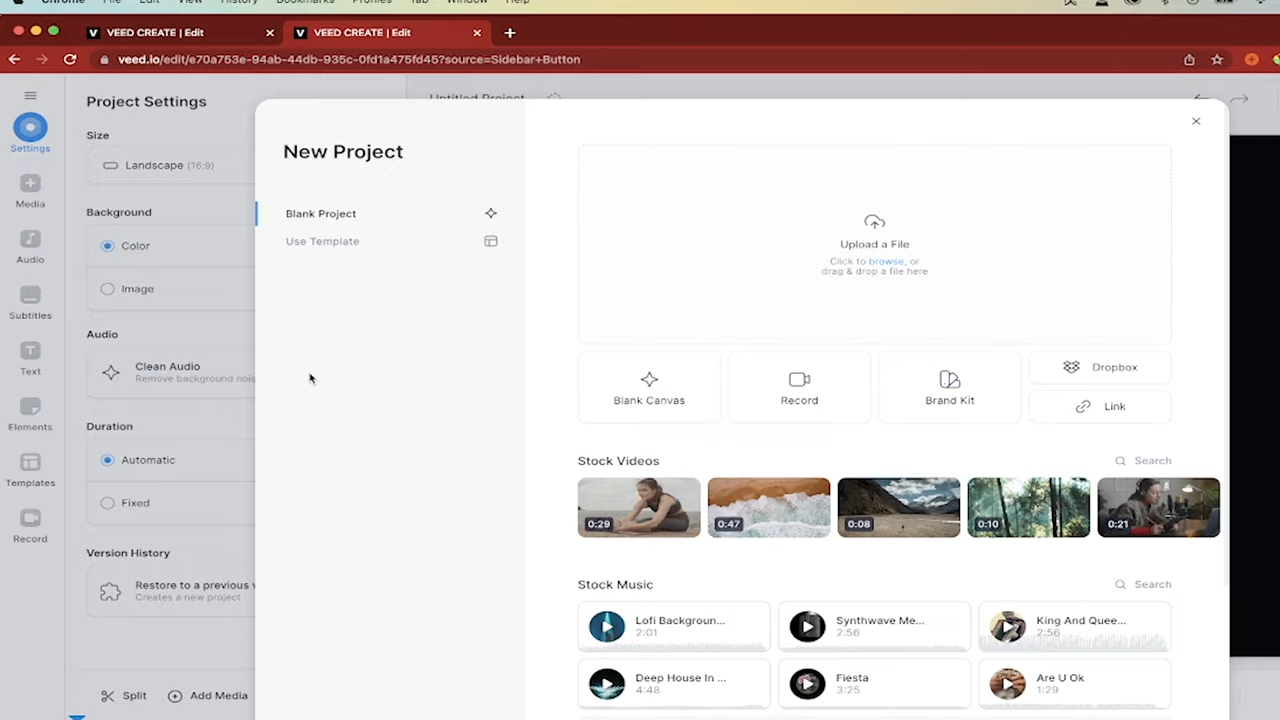 Chrome File Edit View History Bookmarks Profiles Tab Window Help
VEED CREATE | Edit
VEED CREATE | Edit
veed.io/edit/e70a753e-94ab-44db-935c-0fd1a475fd45?source=Sidebar+Button
Project Settings
Untitled Project
Size
Landscape (16:9)
Background
Color
Image
Audio
Clean Audio
Remove background nois
Duration
Automatic
Fixed
Version History
Restore to a previous v
Creates a new project
Split
Add Media
Settings
Media
Audio
Subtitles
Text
Elements
Templates
Record
New Project
Blank Project
Use Template
Upload a File
Click to browse, or
drag & drop a file here
Blank Canvas
Record
Brand Kit
Dropbox
Link
Stock Videos
Search
0:29
0:47
0:08
0:10
0:21
Stock Music
Search
Lofi Backgroun...
2:01
Synthwave Me...
2:56
King And Quee...
2:56
Deep House In ...
4:48
Fiesta
3:25
Are U Ok
1:29